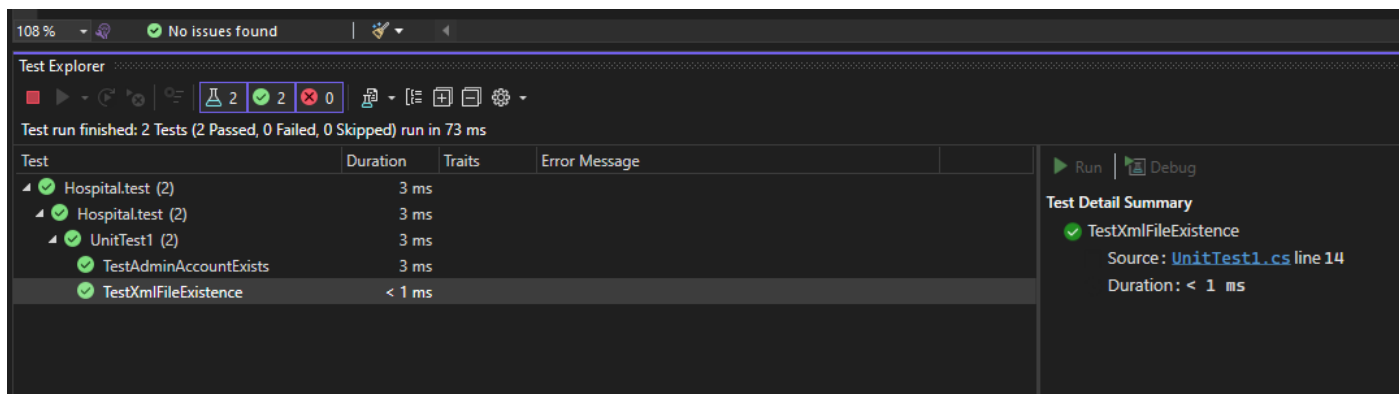 108 % No issues found
Test Explorer
2 2 0
Test run finished: 2 Tests (2 Passed, 0 Failed, 0 Skipped) run in 73 ms
Test Duration Traits Error Message
Hospital.test (2) 3 ms
Hospital.test (2) 3 ms
UnitTest1 (2) 3 ms
TestAdminAccountExists 3 ms
TestXmlFileExistence < 1 ms
Run Debug
Test Detail Summary
TestXmlFileExistence
Source: UnitTest1.cs line 14
Duration: < 1 ms